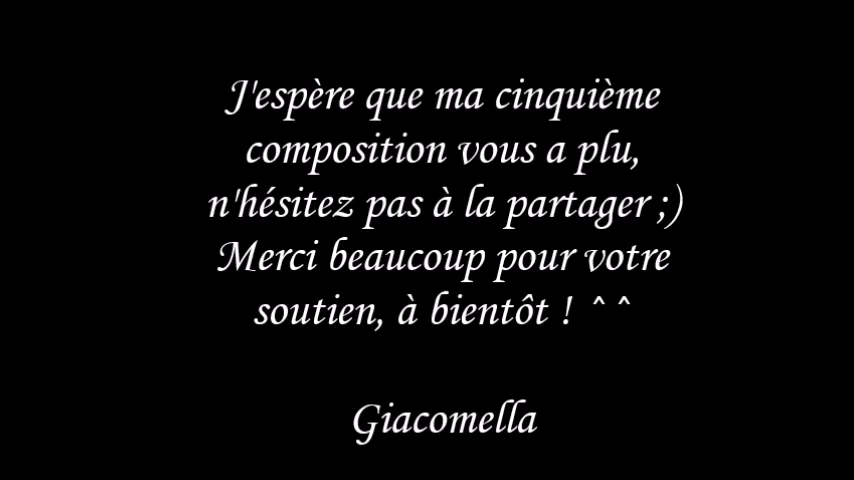 J'espère que ma cinquième
composition vous a plu,
n'hésitez pas à la partager ;)
Merci beaucoup pour votre
soutien, à bientôt ! ^^
Giacomella